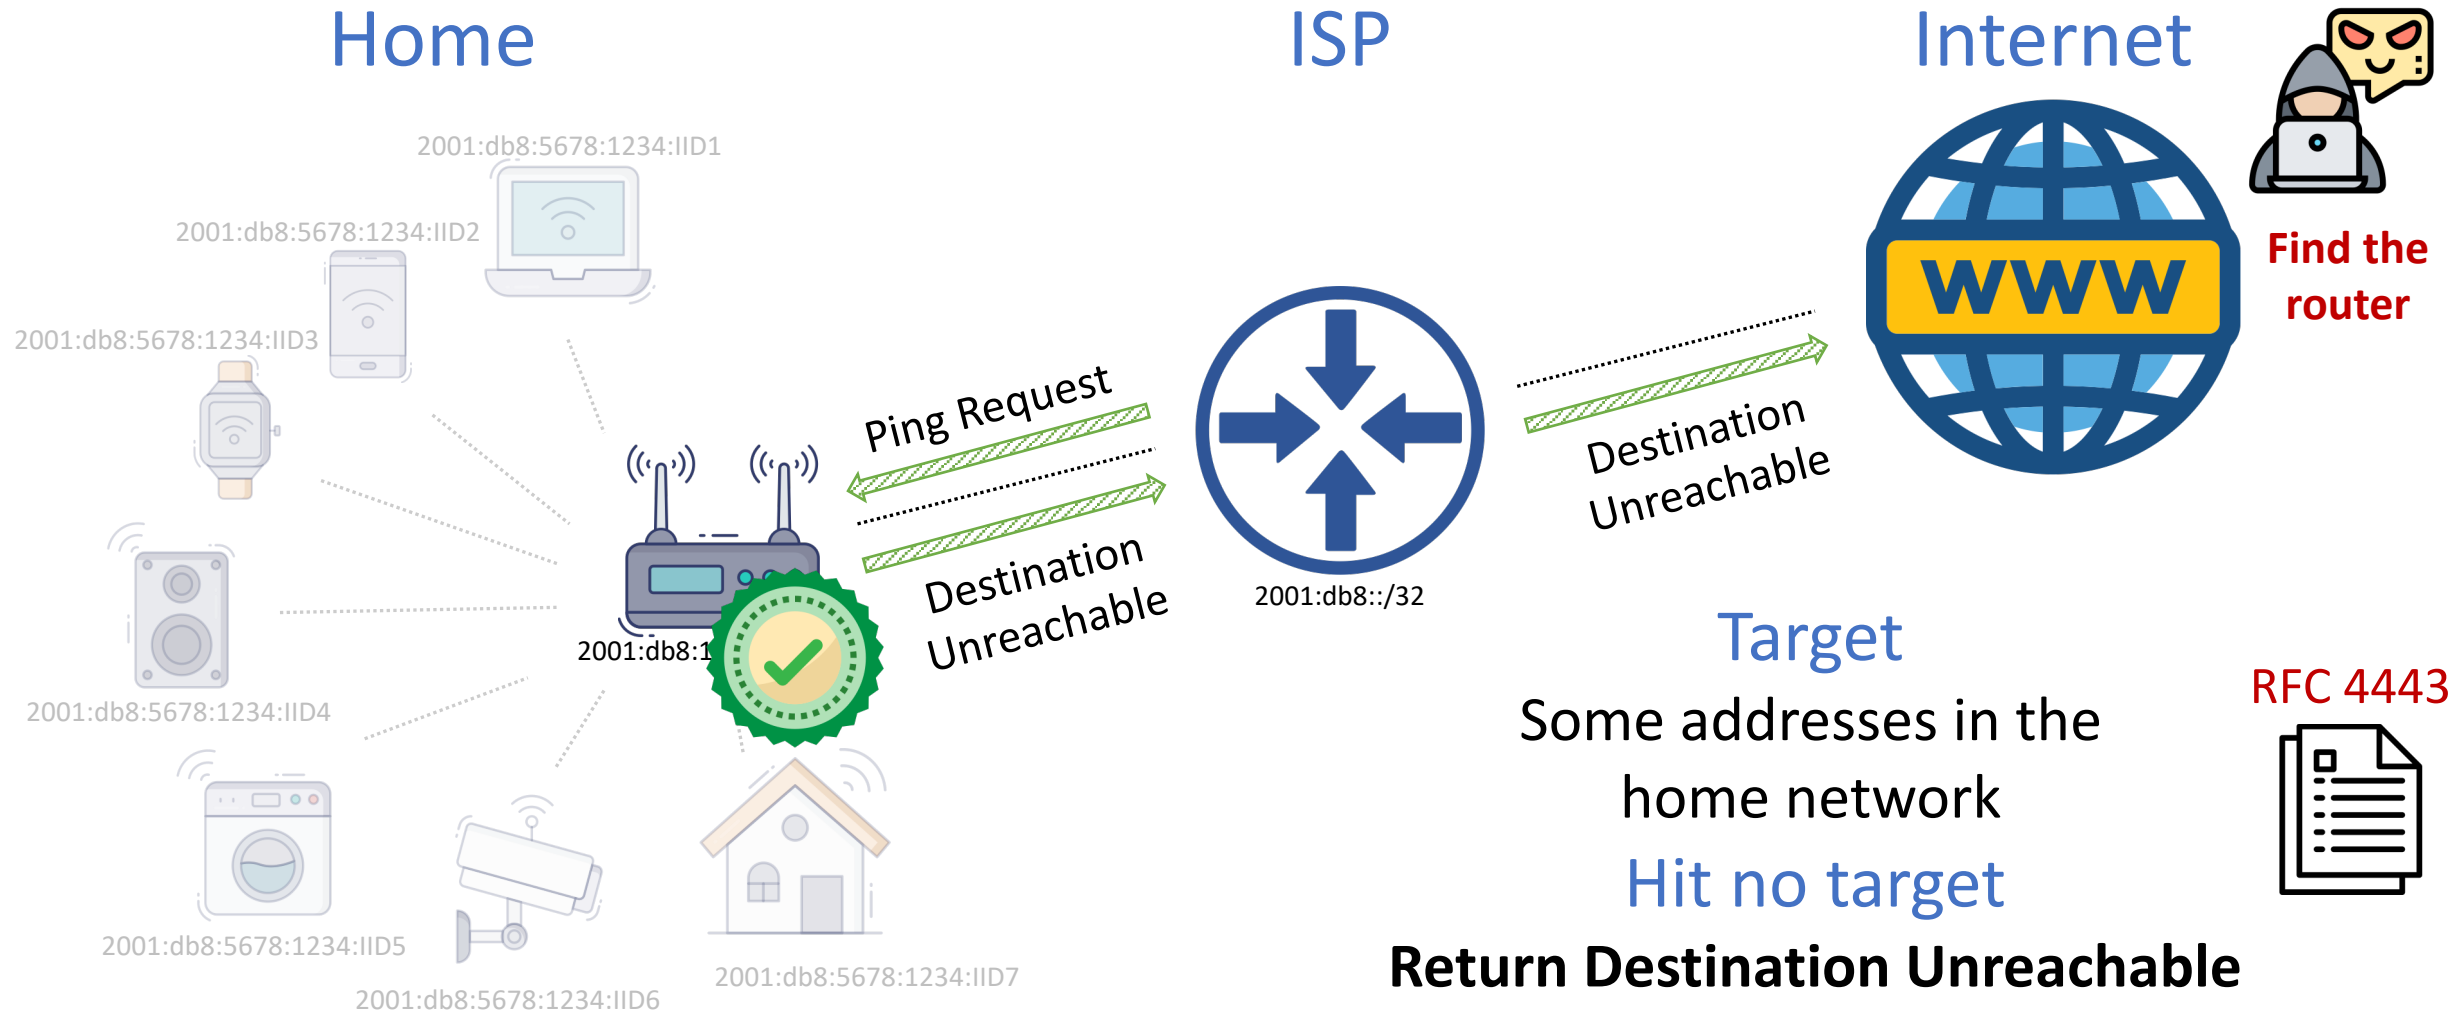 Home
ISP
Internet
2001:db8:5678:1234:IID1
2001:db8:5678:1234:IID2
2001:db8:5678:1234:IID3
Find the
router
WWW
Ping Request
Destination
Unreachable
Destination
Unreachable
2001:db8::/32
2001:db8:1
2001:db8:5678:1234:IID4
2001:db8:5678:1234:IID5
2001:db8:5678:1234:IID6
2001:db8:5678:1234:IID7
Target
Some addresses in the
home network
Hit no target
Return Destination Unreachable
RFC 4443